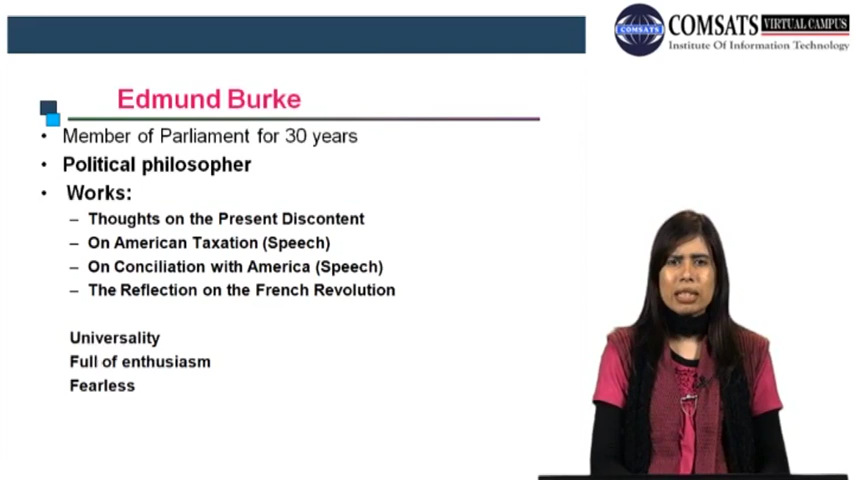 COMSATS VIRTUAL CAMPUS
COMSATS
Institute Of Information Technology
Edmund Burke
• Member of Parliament for 30 years
• Political philosopher
• Works:
– Thoughts on the Present Discontent
– On American Taxation (Speech)
– On Conciliation with America (Speech)
– The Reflection on the French Revolution
Universality
Full of enthusiasm
Fearless